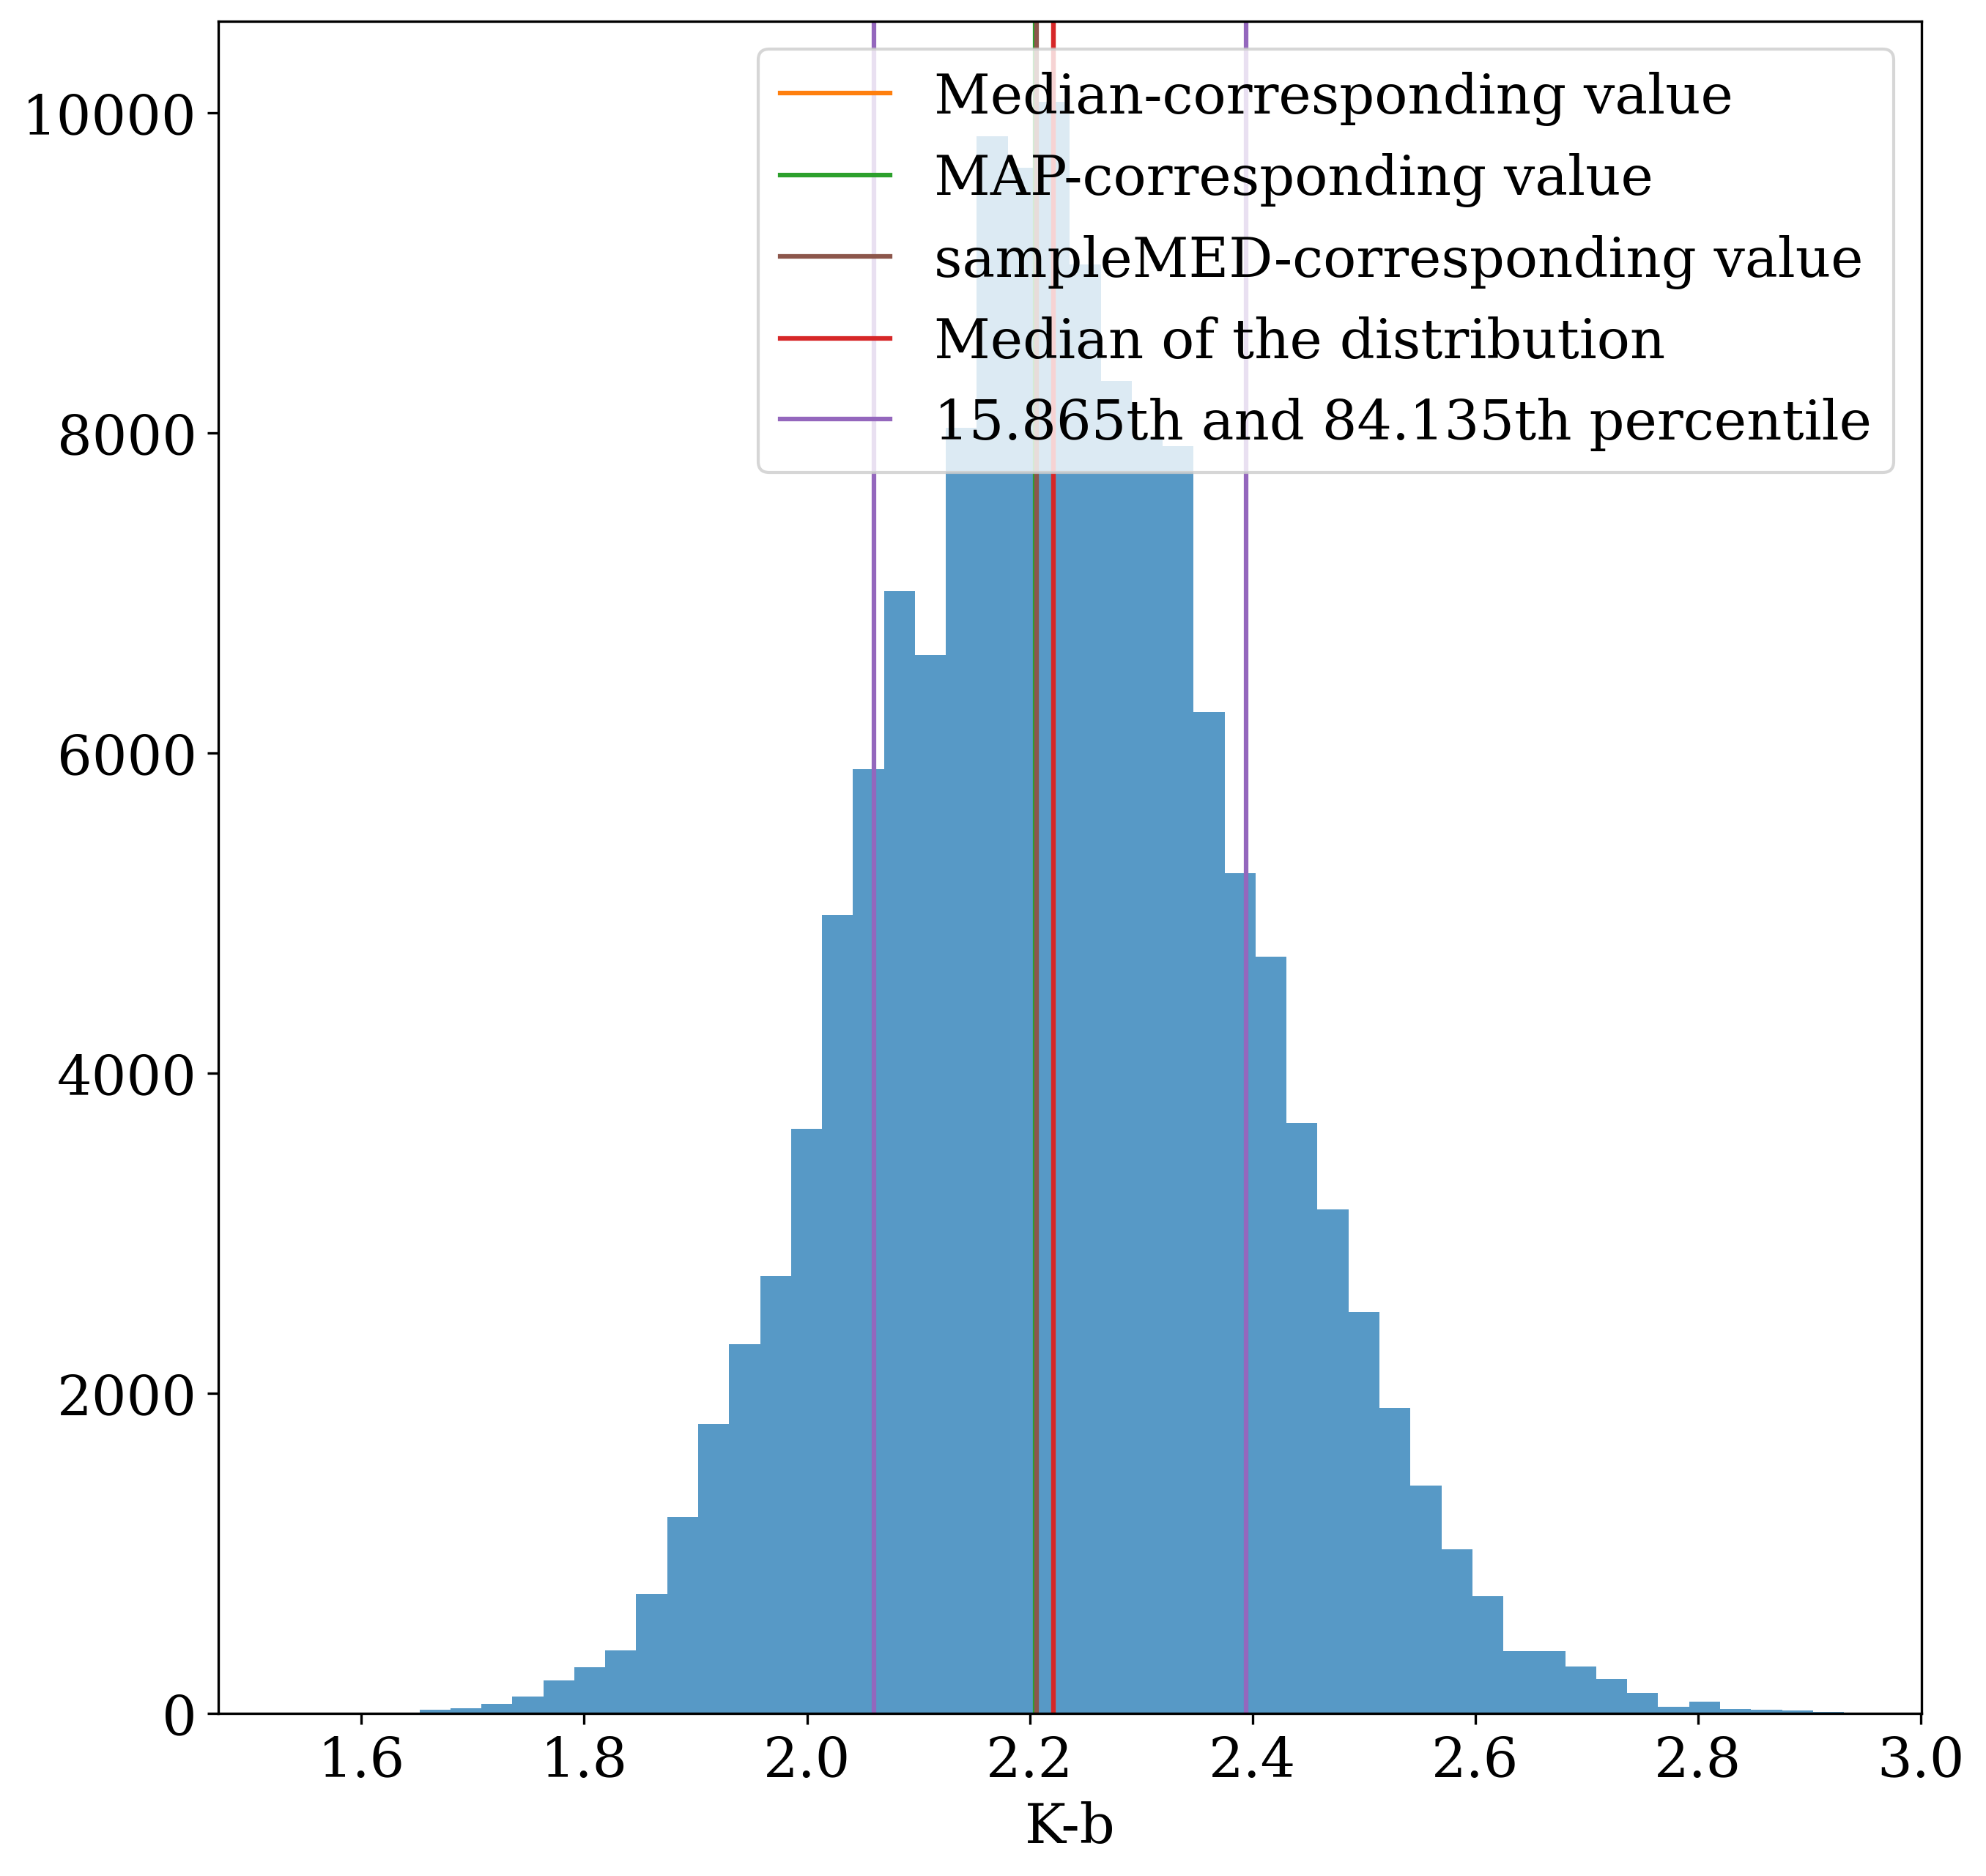 Median-corresponding value
MAP-corresponding value
sampleMED-corresponding value
Median of the distribution
15.865th and 84.135th percentile
10000
8000
6000
4000
2000
0
1.6 1.8 2.0 2.2 2.4 2.6 2.8 3.0
K-b